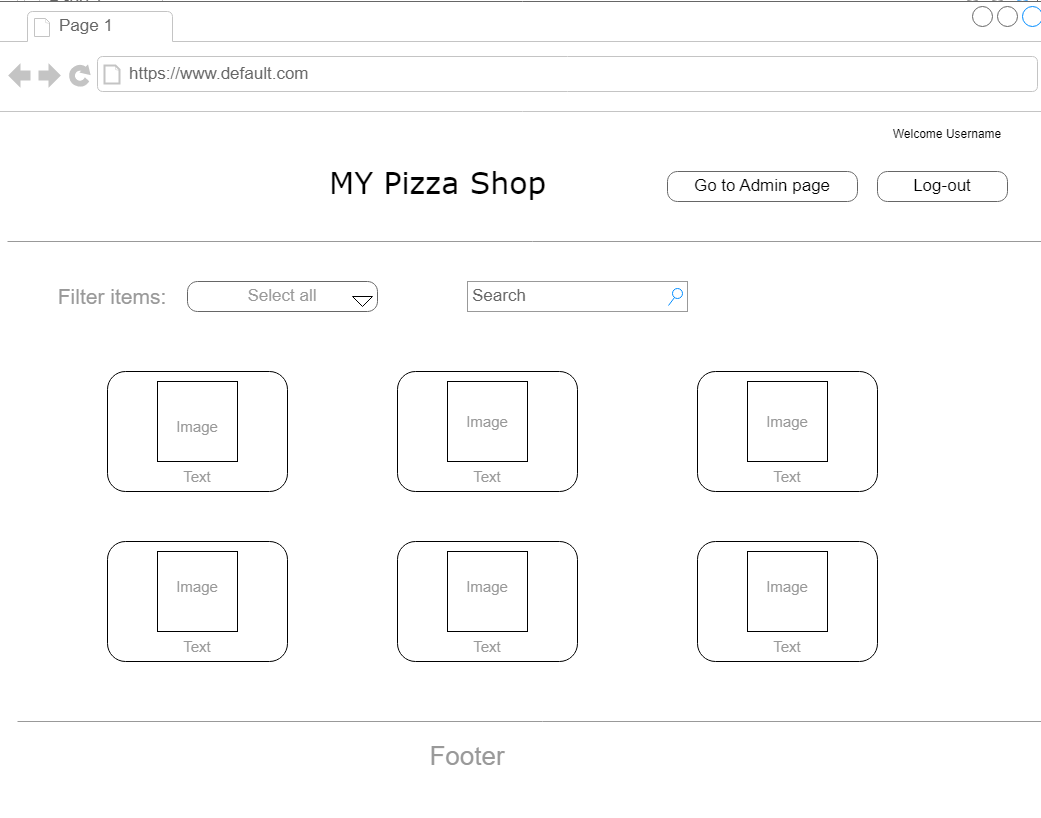 Page 1
https://www.default.com
Welcome Username
MY Pizza Shop
Go to Admin page
Log-out
Filter items:
Select all
Search
Image
Image
Image
Text
Text
Text
Image
Image
Image
Text
Text
Text
Footer